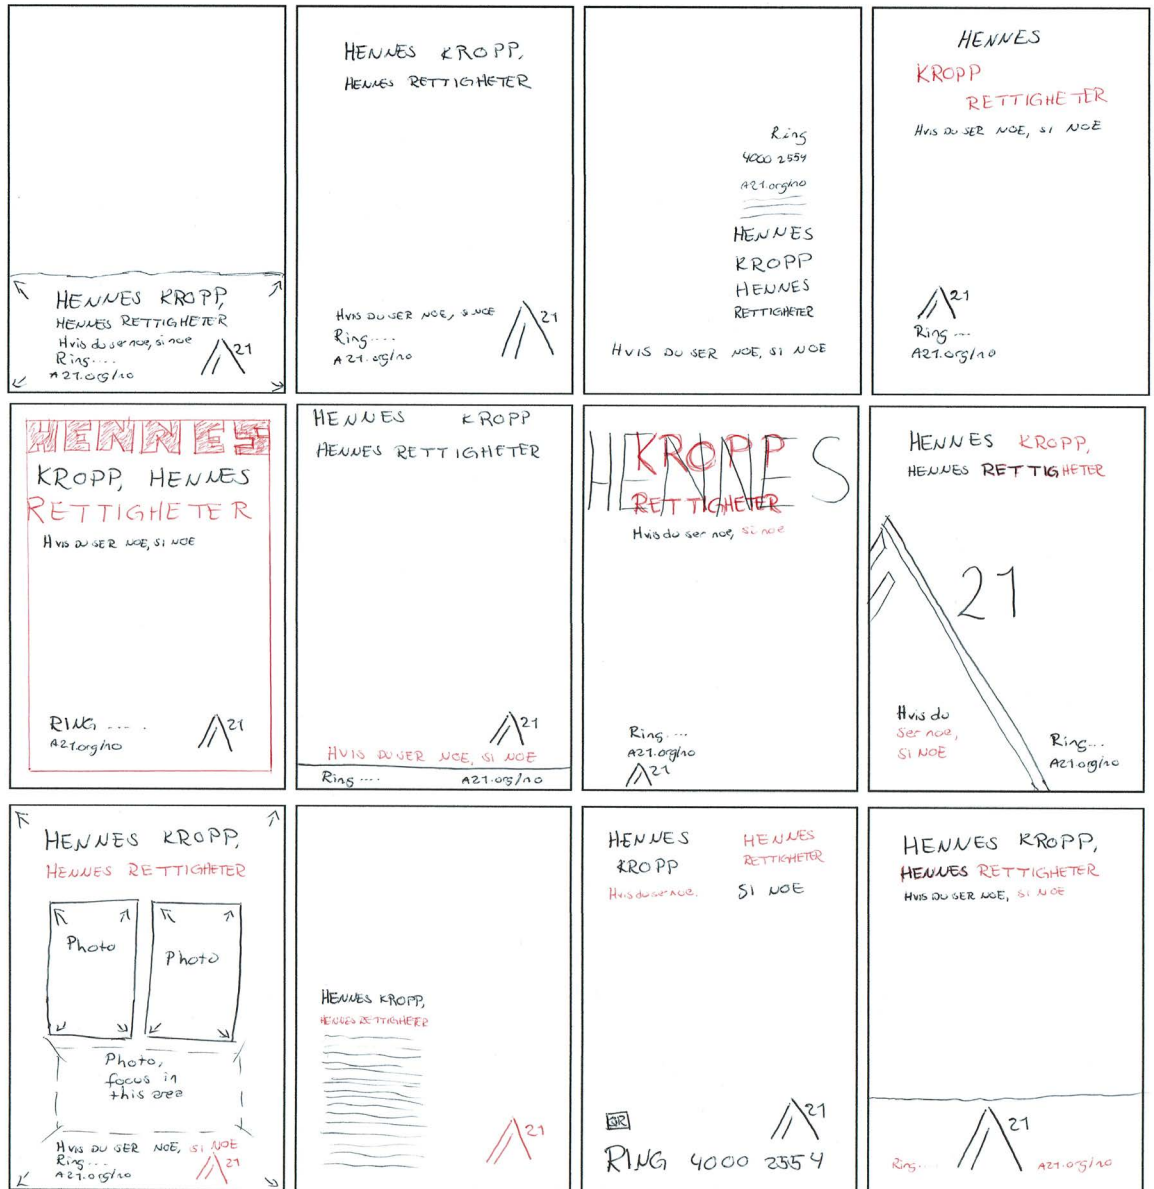 HENNES KROPP,
HENNES RETTIGHETER
Hvis du ser noe, si noe
Ring....
A21.org/no
21
HENNES KROPP,
HENNES RETTIGHETER
HVIS DU SER NOE, SI NOE
Ring....
A21.org/no
21
Ring
4000 2554
A21.org/no
HENNES
KROPP
HENNES
RETTIGHETER
HVIS DU SER NOE, SI NOE
HENNES
KROPP
RETTIGHETER
HVIS DU SER NOE, SI NOE
21
Ring....
A21.org/no
HENNES
KROPP, HENNES
RETTIGHETER
HVIS DU SER NOE, SI NOE
RING ....
A21.org/no
21
HENNES KROPP
HENNES RETTIGHETER
21
HVIS DU SER NOE, SI NOE
Ring .... A21.org/no
HENNES
KROPP
RETTIGHETER
Hvis du ser noe, si noe
Ring....
A21.org/no
21
HENNES KROPP,
HENNES RETTIGHETER
21
Hvis du
ser noe,
SI NOE
Ring...
A21.org/no
HENNES KROPP,
HENNES RETTIGHETER
Photo
Photo
Photo,
focus in
this area
HVIS DU SER NOE, SI NOE
Ring....
A21.org/no
21
HENNES KROPP,
HENNES RETTIGHETER
21
HENNES HENNES
KROPP RETTIGHETER
Hvis du ser noe, SI NOE
QR
21
RING 4000 2554
HENNES KROPP,
HENNES RETTIGHETER
HVIS DU SER NOE, SI NOE
21
Ring.... A21.org/no